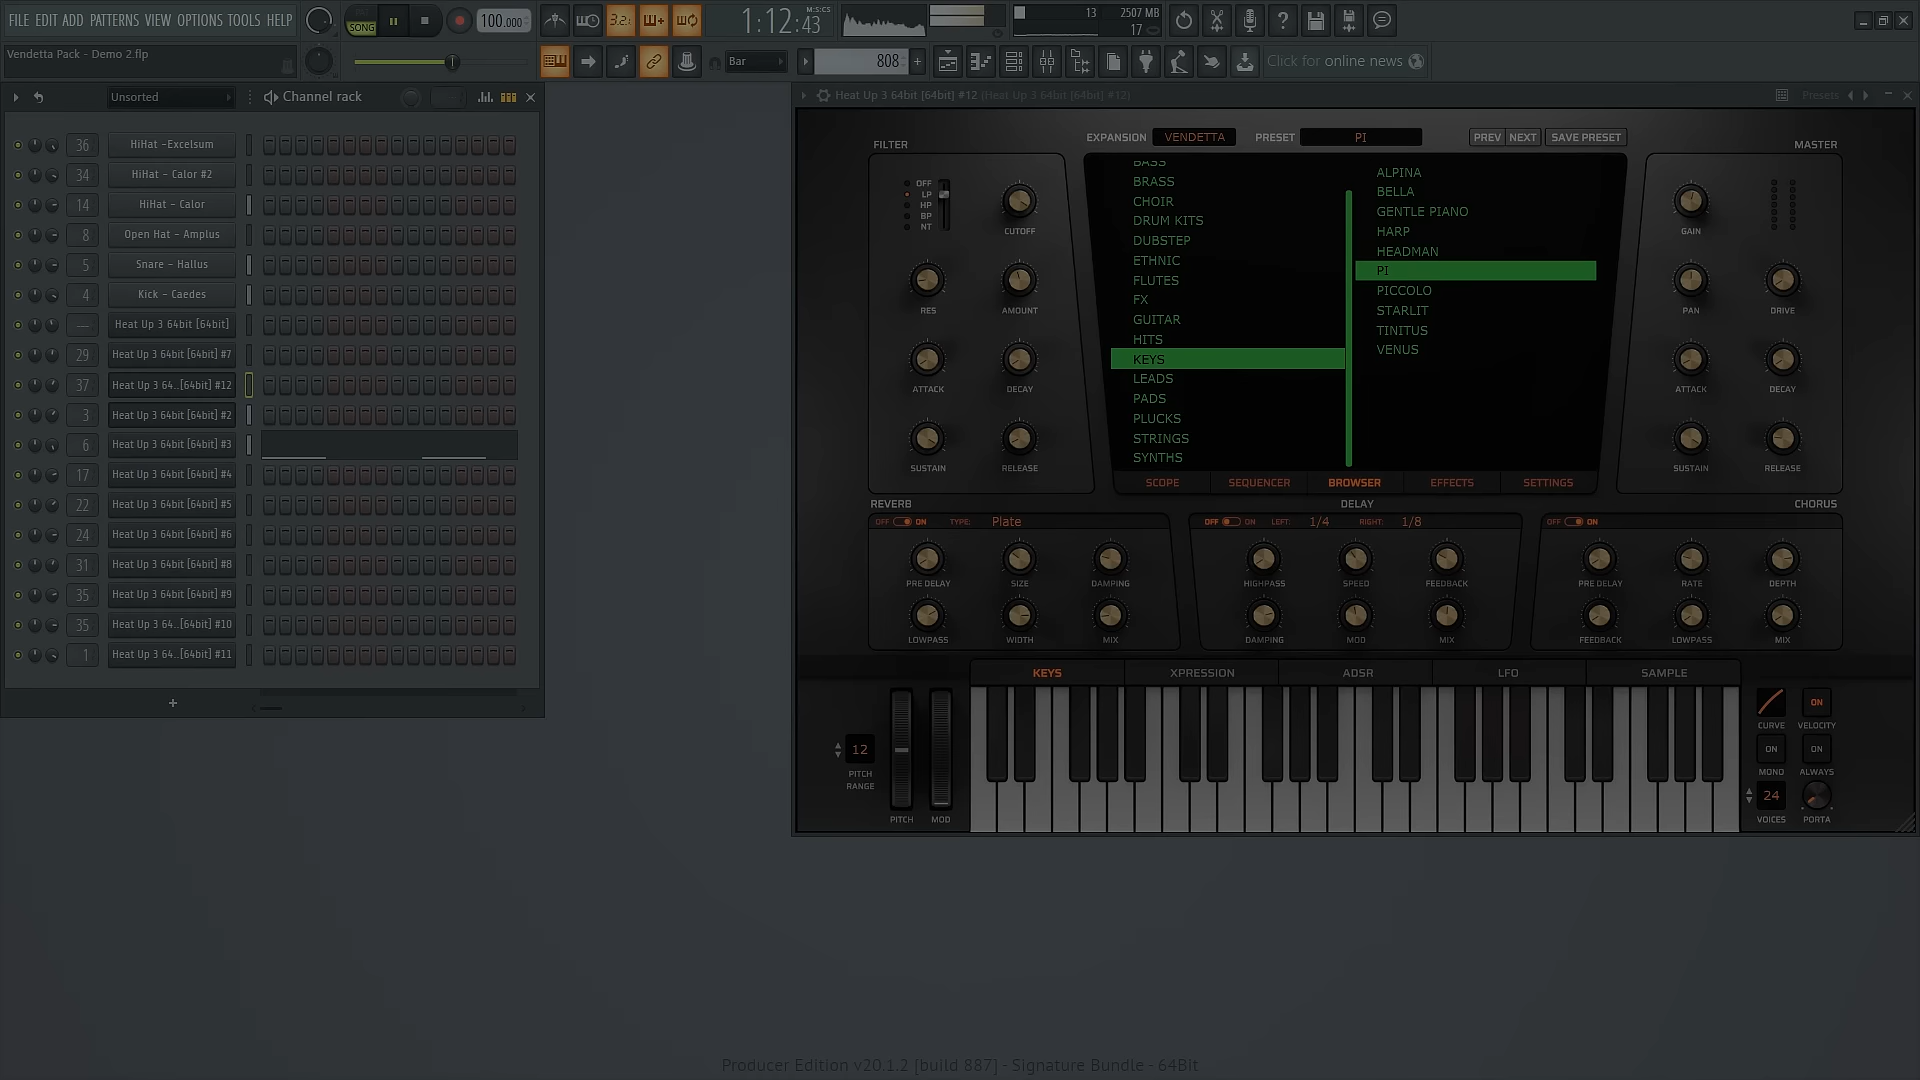 FILE EDIT ADD PATTERNS VIEW OPTIONS TOOLS HELP
PAT
SONG
100.000
3.2.
1:12:43
M:S:CS
13
2507 MB
17
Vendetta Pack - Demo 2.flp
Bar
808
Click for online news
Unsorted
Channel rack
36 HiHat -Excelsum
34 HiHat - Calor #2
14 HiHat - Calor
8 Open Hat - Amplus
5 Snare - Hallus
4 Kick - Caedes
--- Heat Up 3 64bit [64bit]
29 Heat Up 3 64bit [64bit] #7
37 Heat Up 3 64..[64bit] #12
3 Heat Up 3 64bit [64bit] #2
6 Heat Up 3 64bit [64bit] #3
17 Heat Up 3 64bit [64bit] #4
22 Heat Up 3 64bit [64bit] #5
24 Heat Up 3 64bit [64bit] #6
31 Heat Up 3 64bit [64bit] #8
35 Heat Up 3 64bit [64bit] #9
35 Heat Up 3 64..[64bit] #10
1 Heat Up 3 64..[64bit] #11
+
Heat Up 3 64bit [64bit] #12 (Heat Up 3 64bit [64bit] #12)
Presets
EXPANSION VENDETTA PRESET PI PREV NEXT SAVE PRESET
FILTER
OFF
LP
HP
BP
NT
CUTOFF
RES AMOUNT
ATTACK DECAY
SUSTAIN RELEASE
BASS
BRASS
CHOIR
DRUM KITS
DUBSTEP
ETHNIC
FLUTES
FX
GUITAR
HITS
KEYS
LEADS
PADS
PLUCKS
STRINGS
SYNTHS
ALPINA
BELLA
GENTLE PIANO
HARP
HEADMAN
PI
PICCOLO
STARLIT
TINITUS
VENUS
SCOPE SEQUENCER BROWSER EFFECTS SETTINGS
MASTER
GAIN
PAN DRIVE
ATTACK DECAY
SUSTAIN RELEASE
REVERB
OFF ON TYPE: Plate
PRE DELAY SIZE DAMPING
LOWPASS WIDTH MIX
DELAY
OFF ON LEFT: 1/4 RIGHT: 1/8
HIGHPASS SPEED FEEDBACK
DAMPING MOD MIX
CHORUS
OFF ON
PRE DELAY RATE DEPTH
FEEDBACK LOWPASS MIX
KEYS XPRESSION ADSR LFO SAMPLE
12
PITCH
RANGE
PITCH MOD
ON
CURVE VELOCITY
ON ON
MONO ALWAYS
24
VOICES PORTA
Producer Edition v20.1.2 [build 887] - Signature Bundle - 64Bit